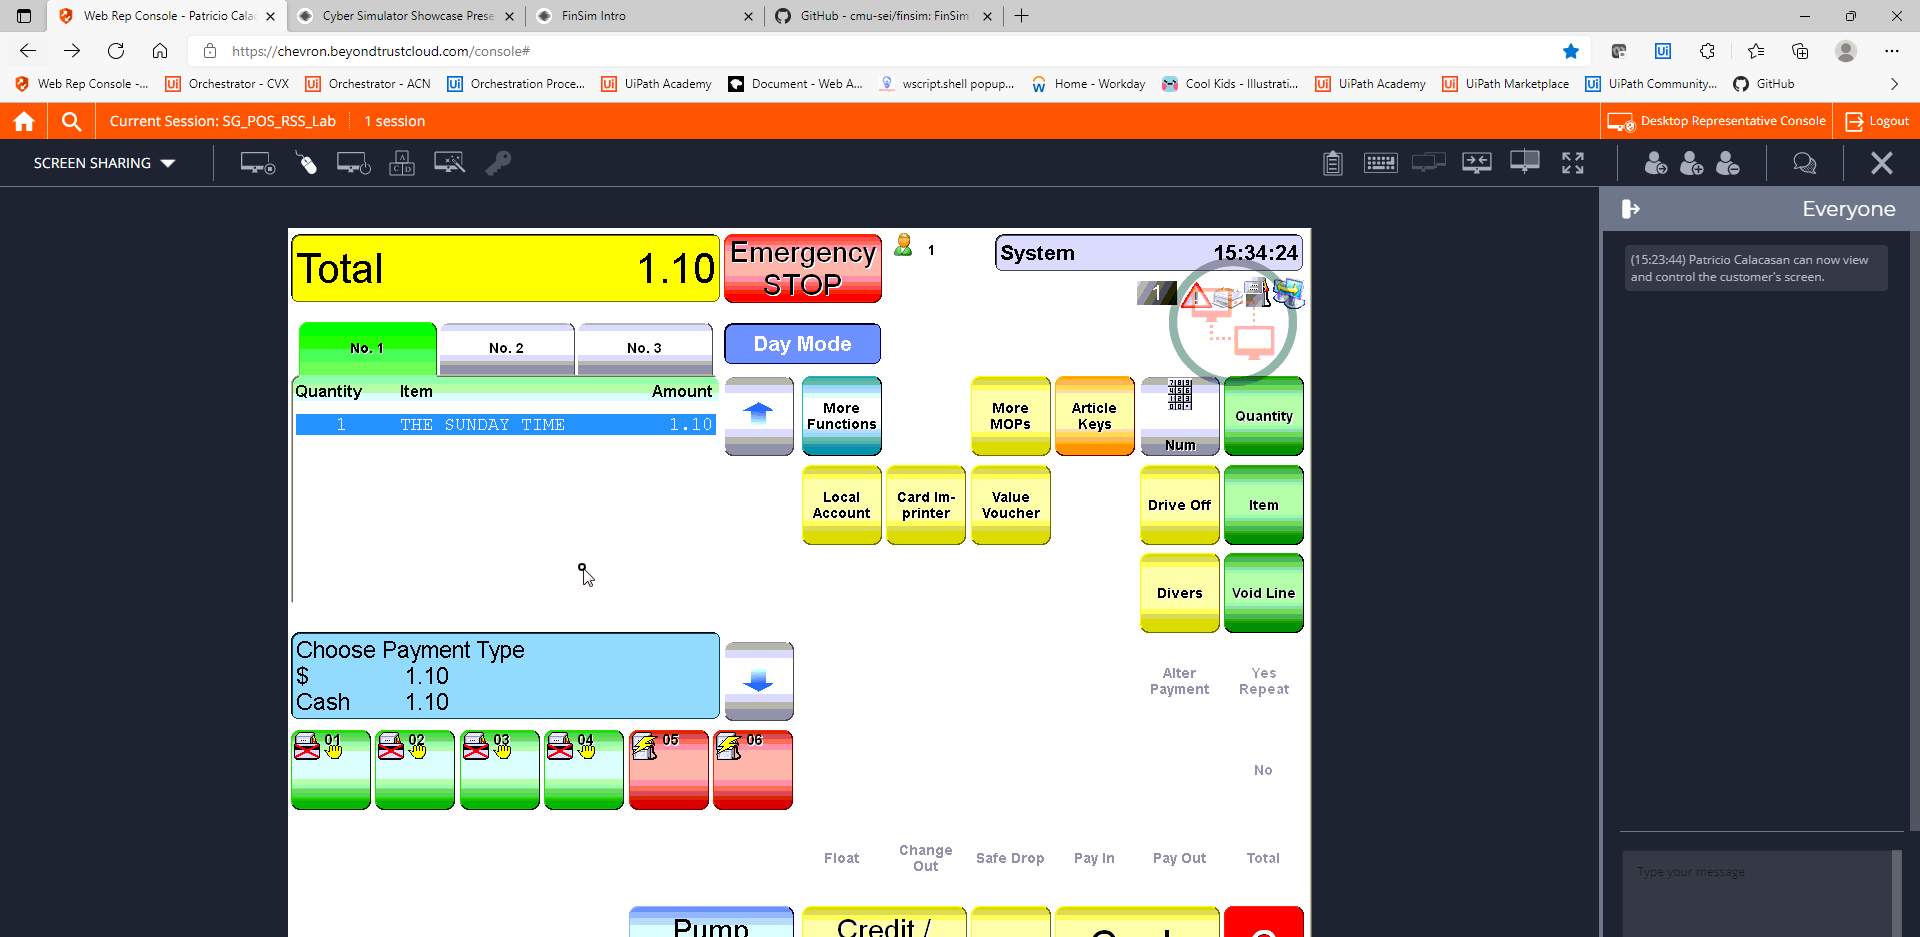 Web Rep Console - Patricio Cala
Cyber Simulator Showcase Prese
FinSim Intro
GitHub - cmu-sei/finsim: FinSim
https://chevron.beyondtrustcloud.com/console#
Web Rep Console -...
Orchestrator - CVX
Orchestrator - ACN
Orchestration Proce...
UiPath Academy
Document - Web A...
wscript.shell popup...
Home - Workday
Cool Kids - Illustrati...
UiPath Academy
UiPath Marketplace
UiPath Community...
GitHub
Current Session: SG_POS_RSS_Lab
1 session
Desktop Representative Console
Logout
SCREEN SHARING
Everyone
(15:23:44) Patricio Calacasan can now view
and control the customer's screen.
Total 1.10
Emergency
STOP
1
System 15:34:24
1
No. 1
No. 2
No. 3
Day Mode
Quantity Item Amount
1 THE SUNDAY TIME 1.10
More
Functions
More
MOPs
Article
Keys
Num
Quantity
Local
Account
Card Im-
printer
Value
Voucher
Drive Off
Item
Divers
Void Line
Choose Payment Type
$ 1.10
Cash 1.10
Alter
Payment
Yes
Repeat
01
02
03
04
05
06
No
Float
Change
Out
Safe Drop
Pay In
Pay Out
Total
Type your message
Pump
Credit /